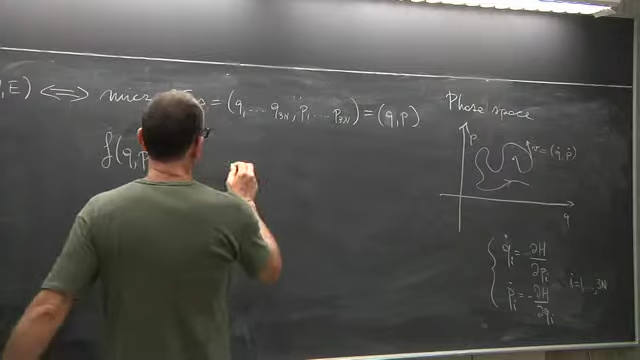 , E) ⟺ micr = (q₁ .... q₃N, p₁ .... p₃N) = (q, p)
f(q, p
Phase space
p
v = (q̇, ṗ)
q
q̇ᵢ = ∂H/∂pᵢ
ṗᵢ = -∂H/∂qᵢ
i=1, ..., 3N